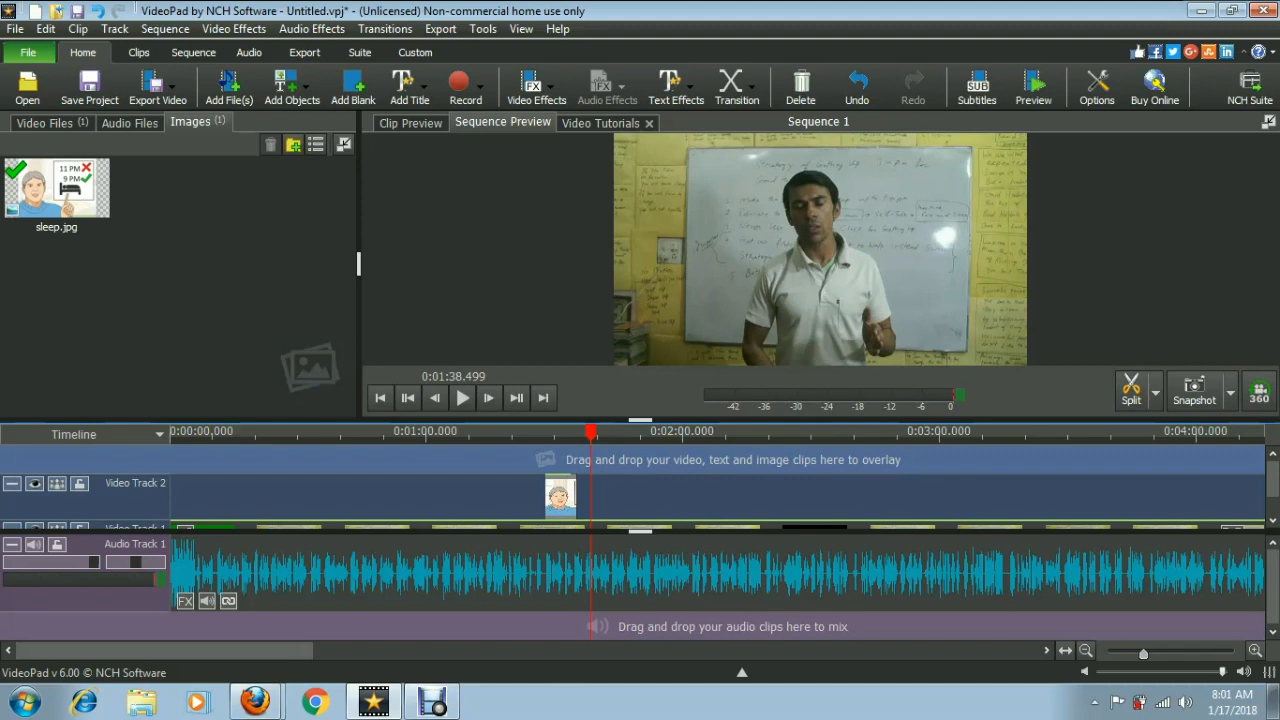 VideoPad by NCH Software - Untitled.vpj* - (Unlicensed) Non-commercial home use only
File Edit Clip Track Sequence Video Effects Audio Effects Transitions Export Tools View Help
File Home Clips Sequence Audio Export Suite Custom
Open Save Project Export Video Add File(s) Add Objects Add Blank Add Title Record Video Effects Audio Effects Text Effects Transition Delete Undo Redo Subtitles Preview Options Buy Online NCH Suite
Video Files (1) Audio Files Images (1)
Clip Preview Sequence Preview Video Tutorials Sequence 1
11 PM
9 PM
sleep.jpg
0:01:38.499
-42 -36 -30 -24 -18 -12 -6 0
Split Snapshot 360
Timeline 0:00:00,000 0:01:00.000 0:02:00.000 0:03:00.000 0:04:00.000
Drag and drop your video, text and image clips here to overlay
Video Track 2
Video Track 1
Audio Track 1
FX
Drag and drop your audio clips here to mix
VideoPad v 6.00 © NCH Software
8:01 AM
1/17/2018